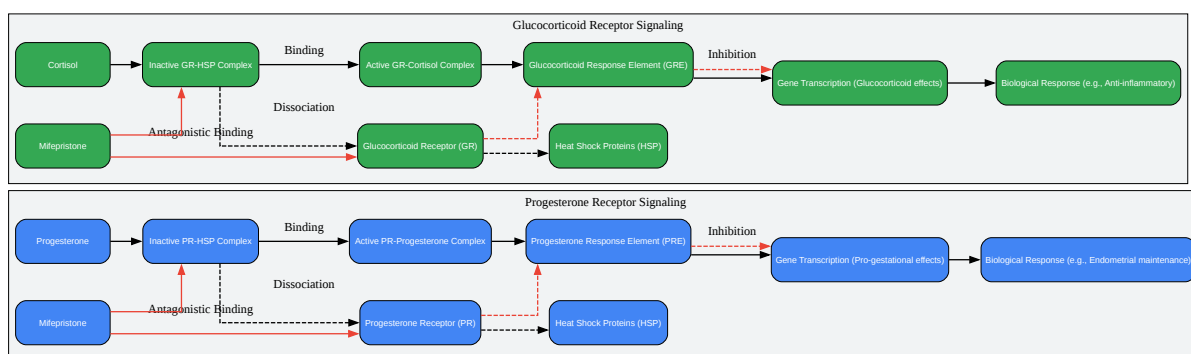 Glucocorticoid Receptor Signaling
Binding
Inhibition
Cortisol
Inactive GR-HSP Complex
Active GR-Cortisol Complex
Glucocorticoid Response Element (GRE)
Gene Transcription (Glucocorticoid effects)
Biological Response (e.g., Anti-inflammatory)
Dissociation
Antagonistic Binding
Mifepristone
Glucocorticoid Receptor (GR)
Heat Shock Proteins (HSP)
Progesterone Receptor Signaling
Binding
Inhibition
Progesterone
Inactive PR-HSP Complex
Active PR-Progesterone Complex
Progesterone Response Element (PRE)
Gene Transcription (Pro-gestational effects)
Biological Response (e.g., Endometrial maintenance)
Dissociation
Antagonistic Binding
Mifepristone
Progesterone Receptor (PR)
Heat Shock Proteins (HSP)